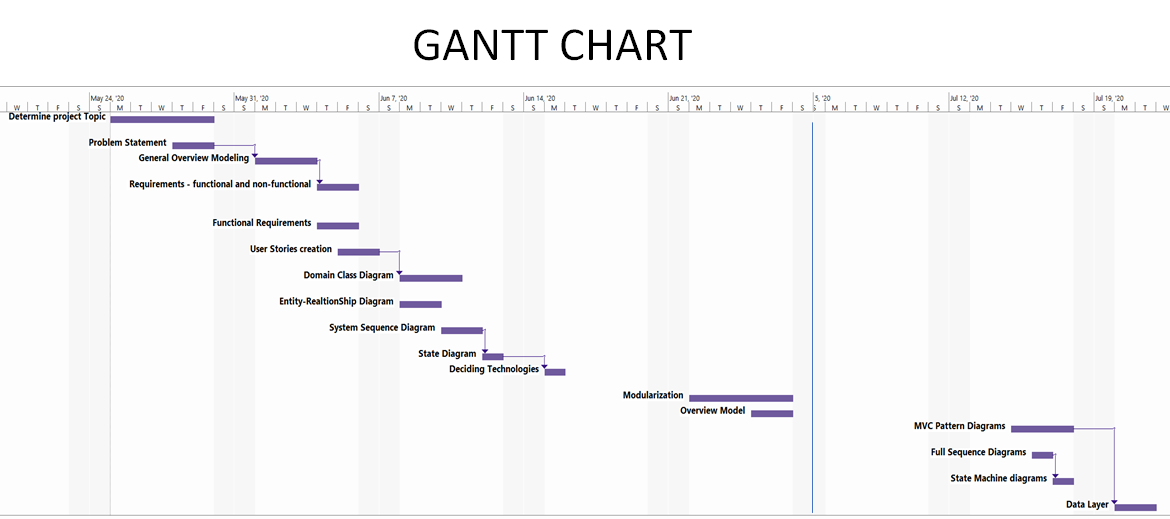 GANTT CHART
May 24, '20 May 31, '20 Jun 7, '20 Jun 14, '20 Jun 21, '20 5, '20 Jul 12, '20 Jul 19, '20
W T F S S M T W T F S S M T W T F S S M T W T F S S M T W T F S S M T W T F S S M T W T F S S M T W T F S S M T W
Determine project Topic
Problem Statement
General Overview Modeling
Requirements - functional and non-functional
Functional Requirements
User Stories creation
Domain Class Diagram
Entity-RealtionShip Diagram
System Sequence Diagram
State Diagram
Deciding Technologies
Modularization
Overview Model
MVC Pattern Diagrams
Full Sequence Diagrams
State Machine diagrams
Data Layer